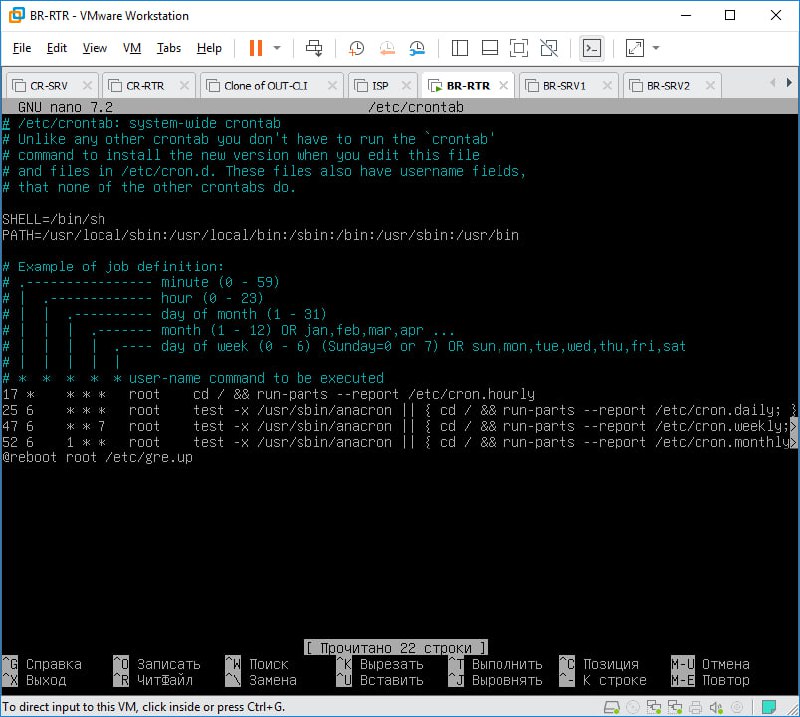 BR-RTR - VMware Workstation
File Edit View VM Tabs Help
CR-SRV CR-RTR Clone of OUT-CLI ISP BR-RTR BR-SRV1 BR-SRV2
GNU nano 7.2 /etc/crontab
# /etc/crontab: system-wide crontab
# Unlike any other crontab you don't have to run the `crontab'
# command to install the new version when you edit this file
# and files in /etc/cron.d. These files also have username fields,
# that none of the other crontabs do.
SHELL=/bin/sh
PATH=/usr/local/sbin:/usr/local/bin:/sbin:/bin:/usr/sbin:/usr/bin
# Example of job definition:
# .---------------- minute (0 - 59)
# | .------------- hour (0 - 23)
# | | .---------- day of month (1 - 31)
# | | | .------- month (1 - 12) OR jan,feb,mar,apr ...
# | | | | .---- day of week (0 - 6) (Sunday=0 or 7) OR sun,mon,tue,wed,thu,fri,sat
# | | | | |
# * * * * * user-name command to be executed
17 * * * * root cd / && run-parts --report /etc/cron.hourly
25 6 * * * root test -x /usr/sbin/anacron || { cd / && run-parts --report /etc/cron.daily; }
47 6 * * 7 root test -x /usr/sbin/anacron || { cd / && run-parts --report /etc/cron.weekly;>
52 6 1 * * root test -x /usr/sbin/anacron || { cd / && run-parts --report /etc/cron.monthly>
@reboot root /etc/gre.up
[ Прочитано 22 строки ]
^G Справка ^O Записать ^W Поиск ^K Вырезать ^T Выполнить ^C Позиция M-U Отмена
^X Выход ^R ЧитФайл ^\ Замена ^U Вставить ^J Выровнять ^- К строке M-E Повтор
To direct input to this VM, click inside or press Ctrl+G.